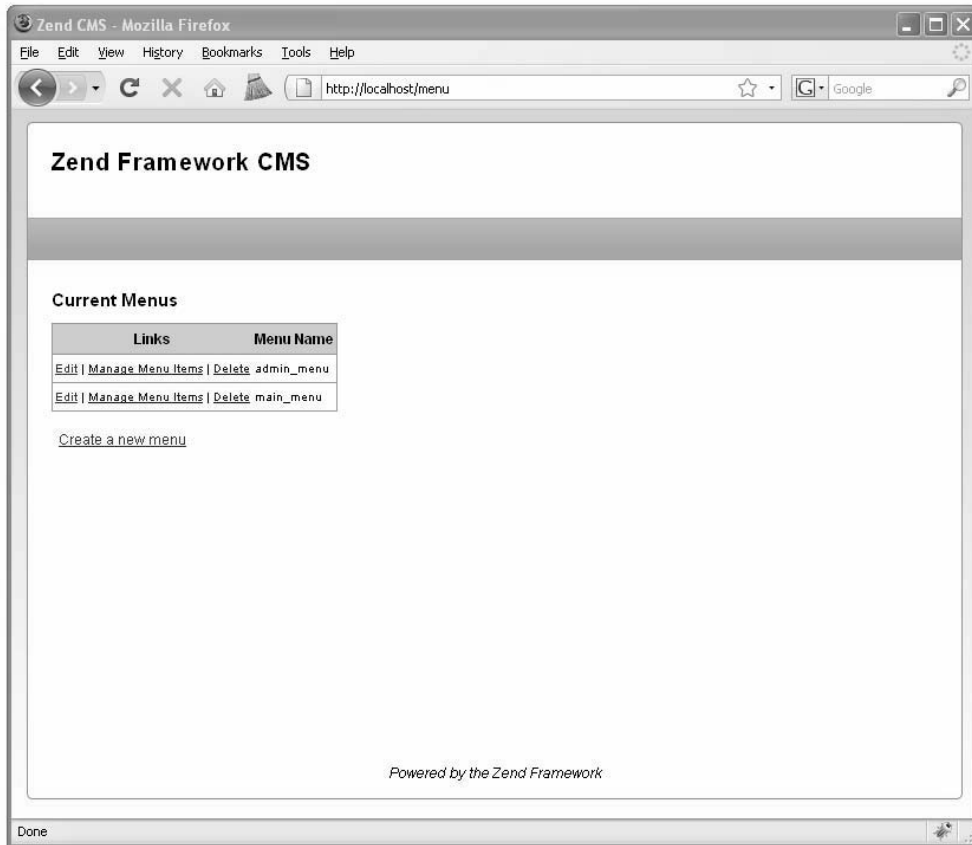 Zend CMS - Mozilla Firefox
File Edit View History Bookmarks Tools Help
http://localhost/menu
G Google
Zend Framework CMS
Current Menus
Links Menu Name
Edit | Manage Menu Items | Delete admin_menu
Edit | Manage Menu Items | Delete main_menu
Create a new menu
Powered by the Zend Framework
Done